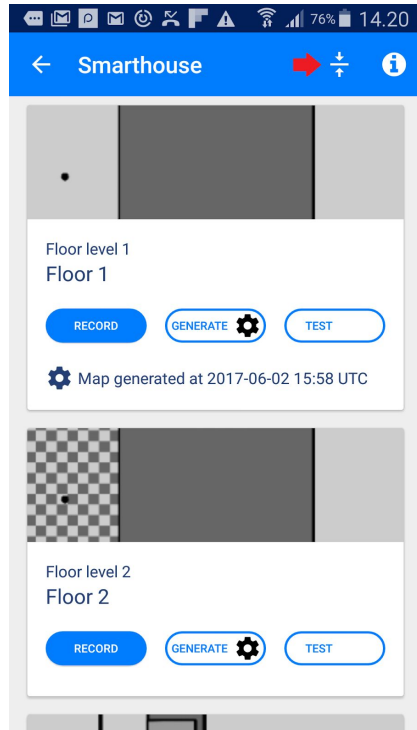 76% 14.20
Smarthouse
Floor level 1
Floor 1
RECORD GENERATE TEST
Map generated at 2017-06-02 15:58 UTC
Floor level 2
Floor 2
RECORD GENERATE TEST